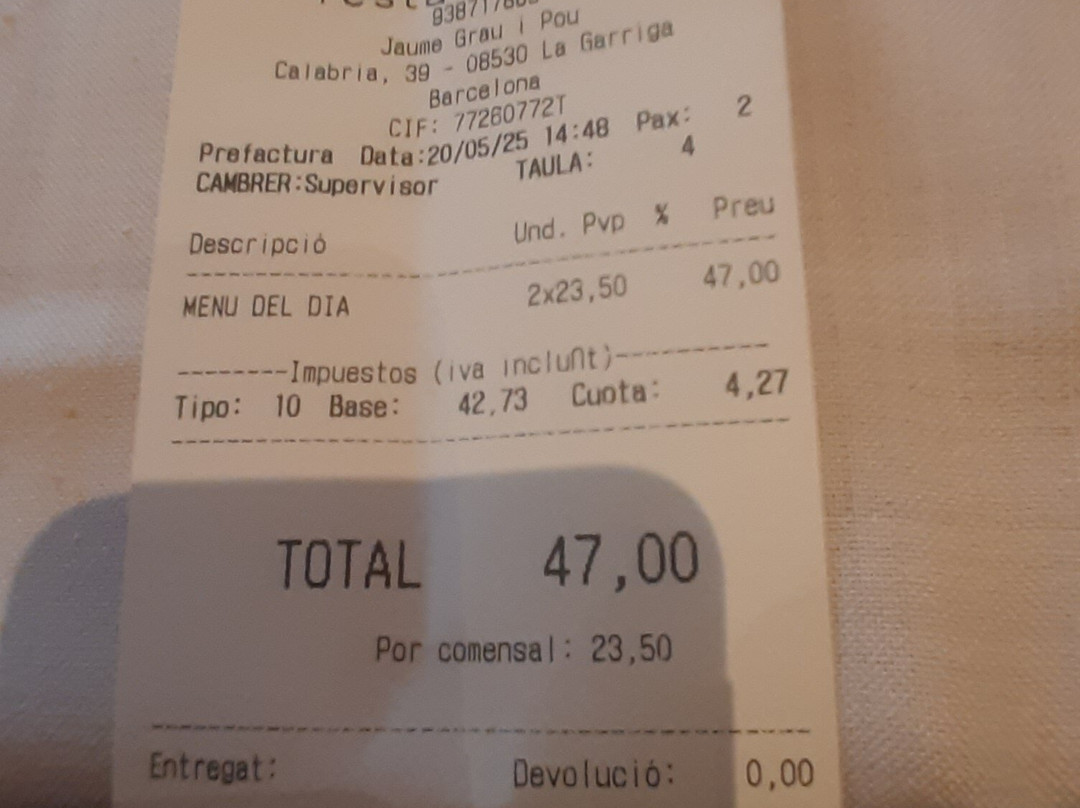 Jaume Grau i Pou
Calabria, 39 - 08530 La Garriga
Barcelona
CIF: 77260772T
Prefactura Data:20/05/25 14:48 Pax: 2
CAMBRER:Supervisor TAULA: 4
Descripció Und. Pvp % Preu
MENU DEL DIA 2x23,50 47,00
--------Impuestos (iva incluñt)----------
Tipo: 10 Base: 42,73 Cuota: 4,27
TOTAL 47,00
Por comensal: 23,50
Entregat: Devolució: 0,00